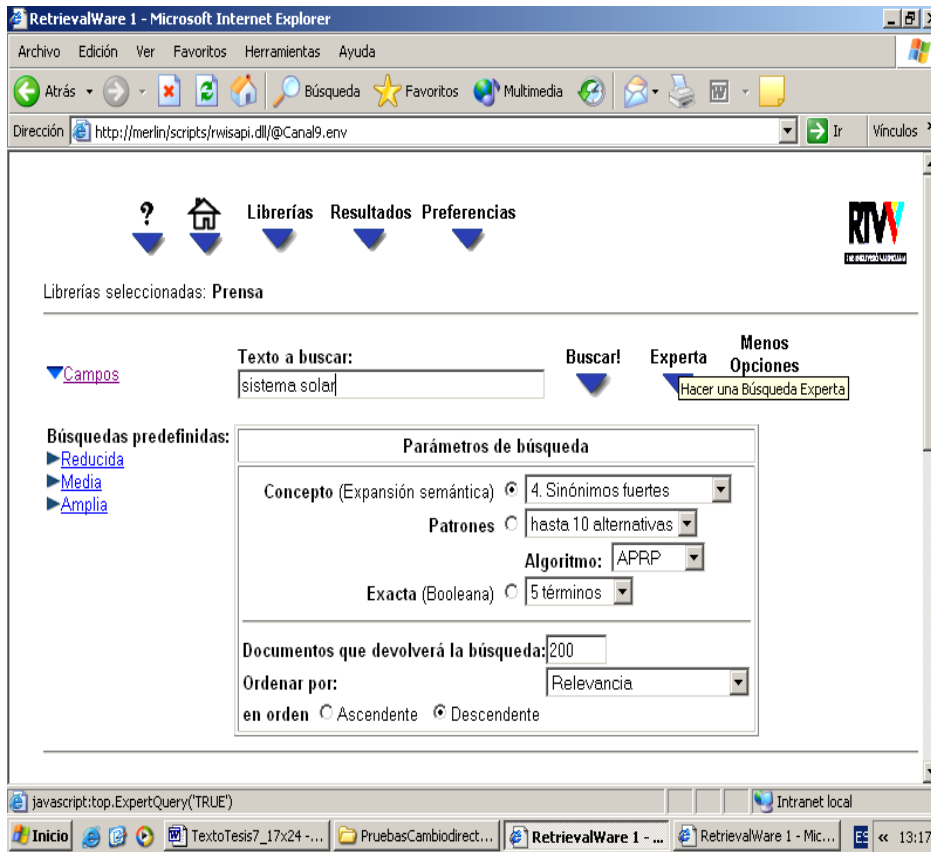 RetrievalWare 1 - Microsoft Internet Explorer
Archivo Edición Ver Favoritos Herramientas Ayuda
Atrás Búsqueda Favoritos Multimedia
Dirección http://merlin/scripts/rwisapi.dll/@Canal9.env Ir Vínculos
? Librerías Resultados Preferencias
RTVV
Librerías seleccionadas: Prensa
Campos
Texto a buscar:
sistema solar
Buscar! Experta Menos Opciones
Hacer una Búsqueda Experta
Búsquedas predefinidas:
Reducida
Media
Amplia
Parámetros de búsqueda
Concepto (Expansión semántica) 4. Sinónimos fuertes
Patrones hasta 10 alternativas
Algoritmo: APRP
Exacta (Booleana) 5 términos
Documentos que devolverá la búsqueda: 200
Ordenar por: Relevancia
en orden Ascendente Descendente
javascript:top.ExpertQuery('TRUE') Intranet local
Inicio TextoTesis7_17x24 -... PruebasCambiodirect... RetrievalWare 1 - ... RetrievalWare 1 - Mic... ES « 13:17